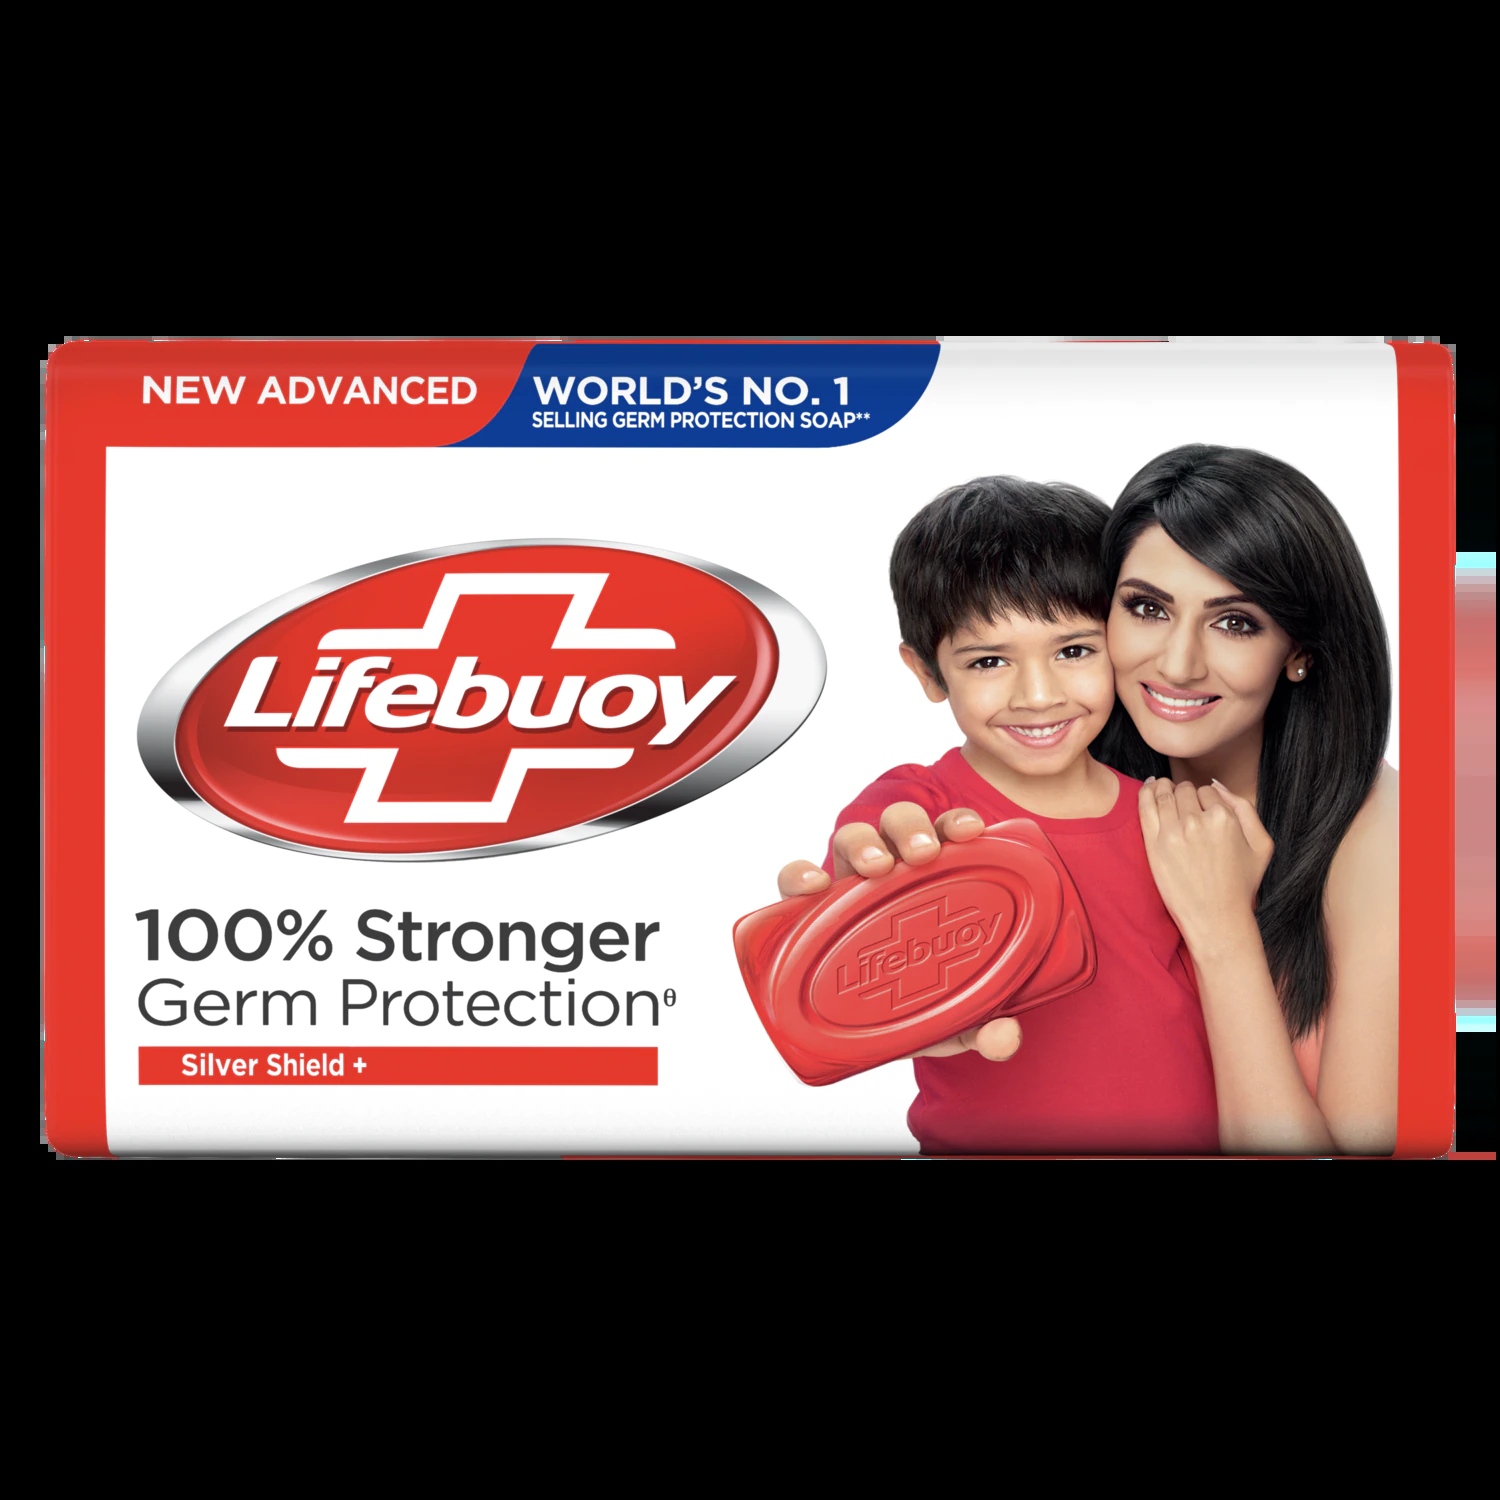 NEW ADVANCED
WORLD'S NO. 1
SELLING GERM PROTECTION SOAP**
Lifebuoy
100% Stronger
Germ Protectionᶿ
Silver Shield +
Lifebuoy